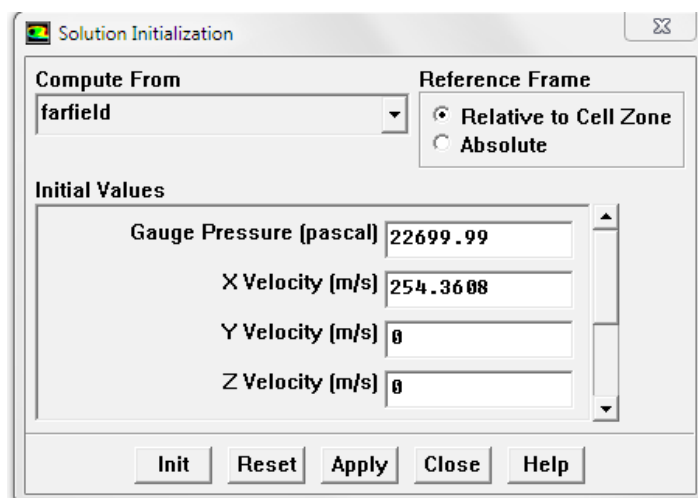 Solution Initialization
Compute From
Reference Frame
farfield
Relative to Cell Zone
Absolute
Initial Values
Gauge Pressure (pascal) 22699.99
X Velocity (m/s) 254.3608
Y Velocity (m/s) 0
Z Velocity (m/s) 0
Init Reset Apply Close Help